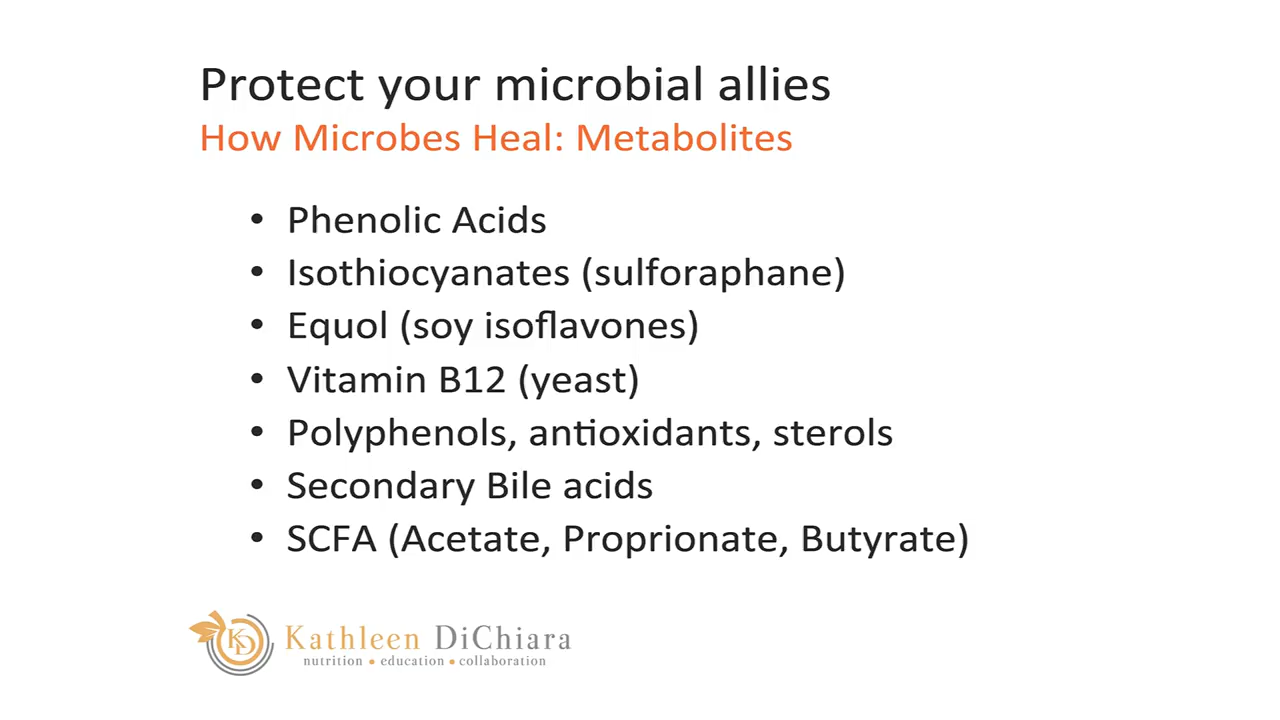 Protect your microbial allies
How Microbes Heal: Metabolites
• Phenolic Acids
• Isothiocyanates (sulforaphane)
• Equol (soy isoflavones)
• Vitamin B12 (yeast)
• Polyphenols, antioxidants, sterols
• Secondary Bile acids
• SCFA (Acetate, Proprionate, Butyrate)
KD
Kathleen DiChiara
nutrition • education • collaboration